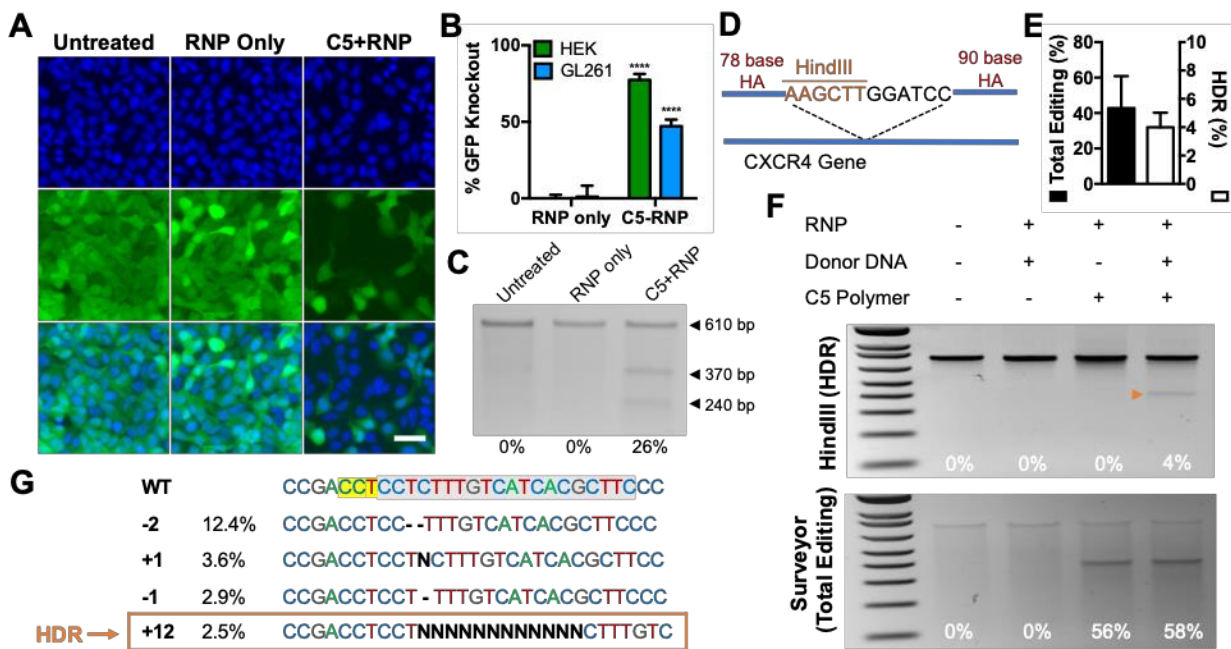 A
Untreated
RNP Only
C5+RNP
B
% GFP Knockout
100
50
0
HEK
GL261
****
****
RNP only
C5-RNP
C
Untreated
RNP only
C5+RNP
610 bp
370 bp
240 bp
0% 0% 26%
D
78 base
HA
HindIII
90 base
HA
AAGCTTGGATCC
CXCR4 Gene
E
Total Editing (%)
80
60
40
20
0
10
8
6
4
2
0
HDR (%)
F
RNP - + + +
Donor DNA - + - +
C5 Polymer - - + +
HindIII (HDR)
0% 0% 0% 4%
Surveyor
(Total Editing)
0% 0% 56% 58%
G
WT CCGACCTCCTCTTTGTCATCACGCTTCCC
-2 12.4% CCGACCTCC--TTTGTCATCACGCTTCCC
+1 3.6% CCGACCTCCTNCTTTGTCATCACGCTTCC
-1 2.9% CCGACCTCCT-TTTGTCATCACGCTTCCC
HDR → +12 2.5% CCGACCTCCTNNNNNNNNNNNNCTTTGTC